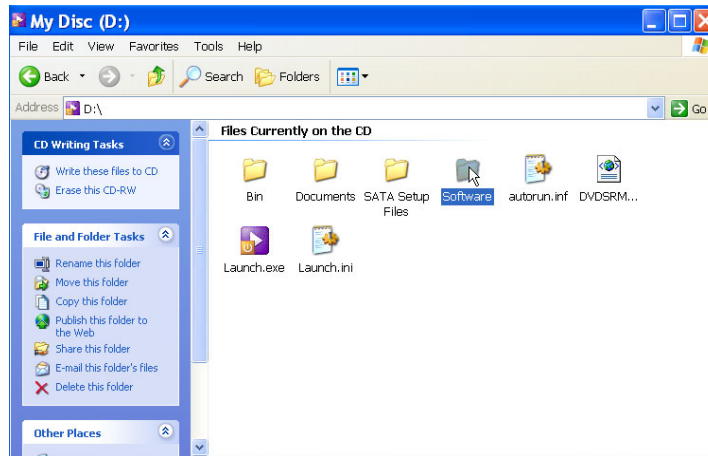 My Disc (D:)
File Edit View Favorites Tools Help
Back Search Folders
Address D:\ Go
CD Writing Tasks
Write these files to CD
Erase this CD-RW
File and Folder Tasks
Rename this folder
Move this folder
Copy this folder
Publish this folder to
the Web
Share this folder
E-mail this folder's files
Delete this folder
Other Places
Files Currently on the CD
Bin Documents SATA Setup Software autorun.inf DVDSRM...
Files
Launch.exe Launch.ini